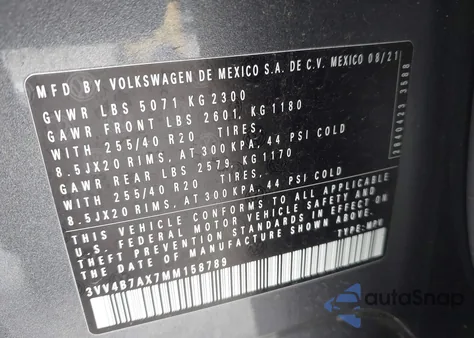 MFD BY VOLKSWAGEN DE MEXICO S.A. DE C.V. MEXICO 08/21
GVWR LBS 5071 KG 2300
GAWR FRONT LBS 2601, KG 1180
WITH 255/40 R20 TIRES,
8.5JX20 RIMS, AT 300 KPA, 44 PSI COLD
GAWR REAR LBS 2579, KG 1170
WITH 255/40 R20 TIRES,
8.5JX20 RIMS, AT 300 KPA, 44 PSI COLD
THIS VEHICLE CONFORMS TO ALL APPLICABLE
U.S. FEDERAL MOTOR VEHICLE SAFETY AND
THEFT PREVENTION STANDARDS IN EFFECT ON
THE DATE OF MANUFACTURE SHOWN ABOVE.
3VV4B7AX7MM158789 TYPE: MPV
autoSnap